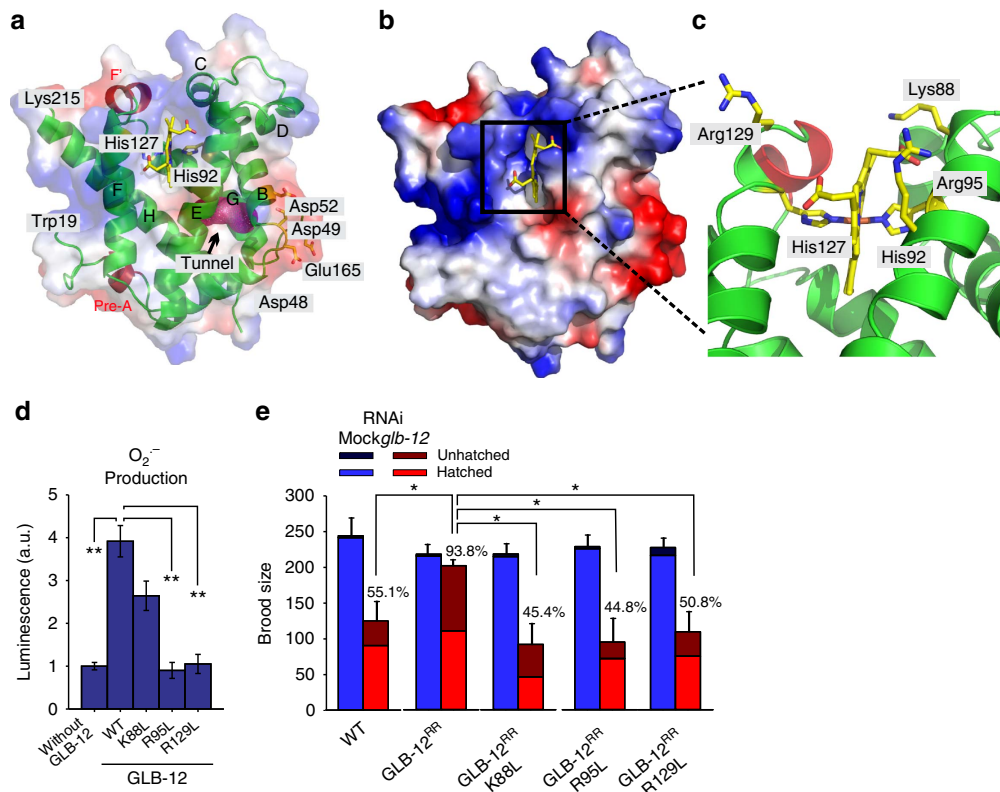 a
b
c
F'
C
Lys215
D
His127
His92
F
G
B
H
E
Trp19
Asp52
Asp49
Tunnel
Glu165
Pre-A
Asp48
Lys88
Arg129
Arg95
His127
His92
d
O2·–
Production
Luminescence (a.u.)
5
4
3
2
1
0
**
**
**
Without
GLB-12
WT
K88L
R95L
R129L
GLB-12
e
RNAi
Mock glb-12
Unhatched
Hatched
Brood size
300
250
200
150
100
50
0
*
*
*
*
55.1%
93.8%
45.4%
44.8%
50.8%
WT
GLB-12RR
GLB-12RR
K88L
GLB-12RR
R95L
GLB-12RR
R129L